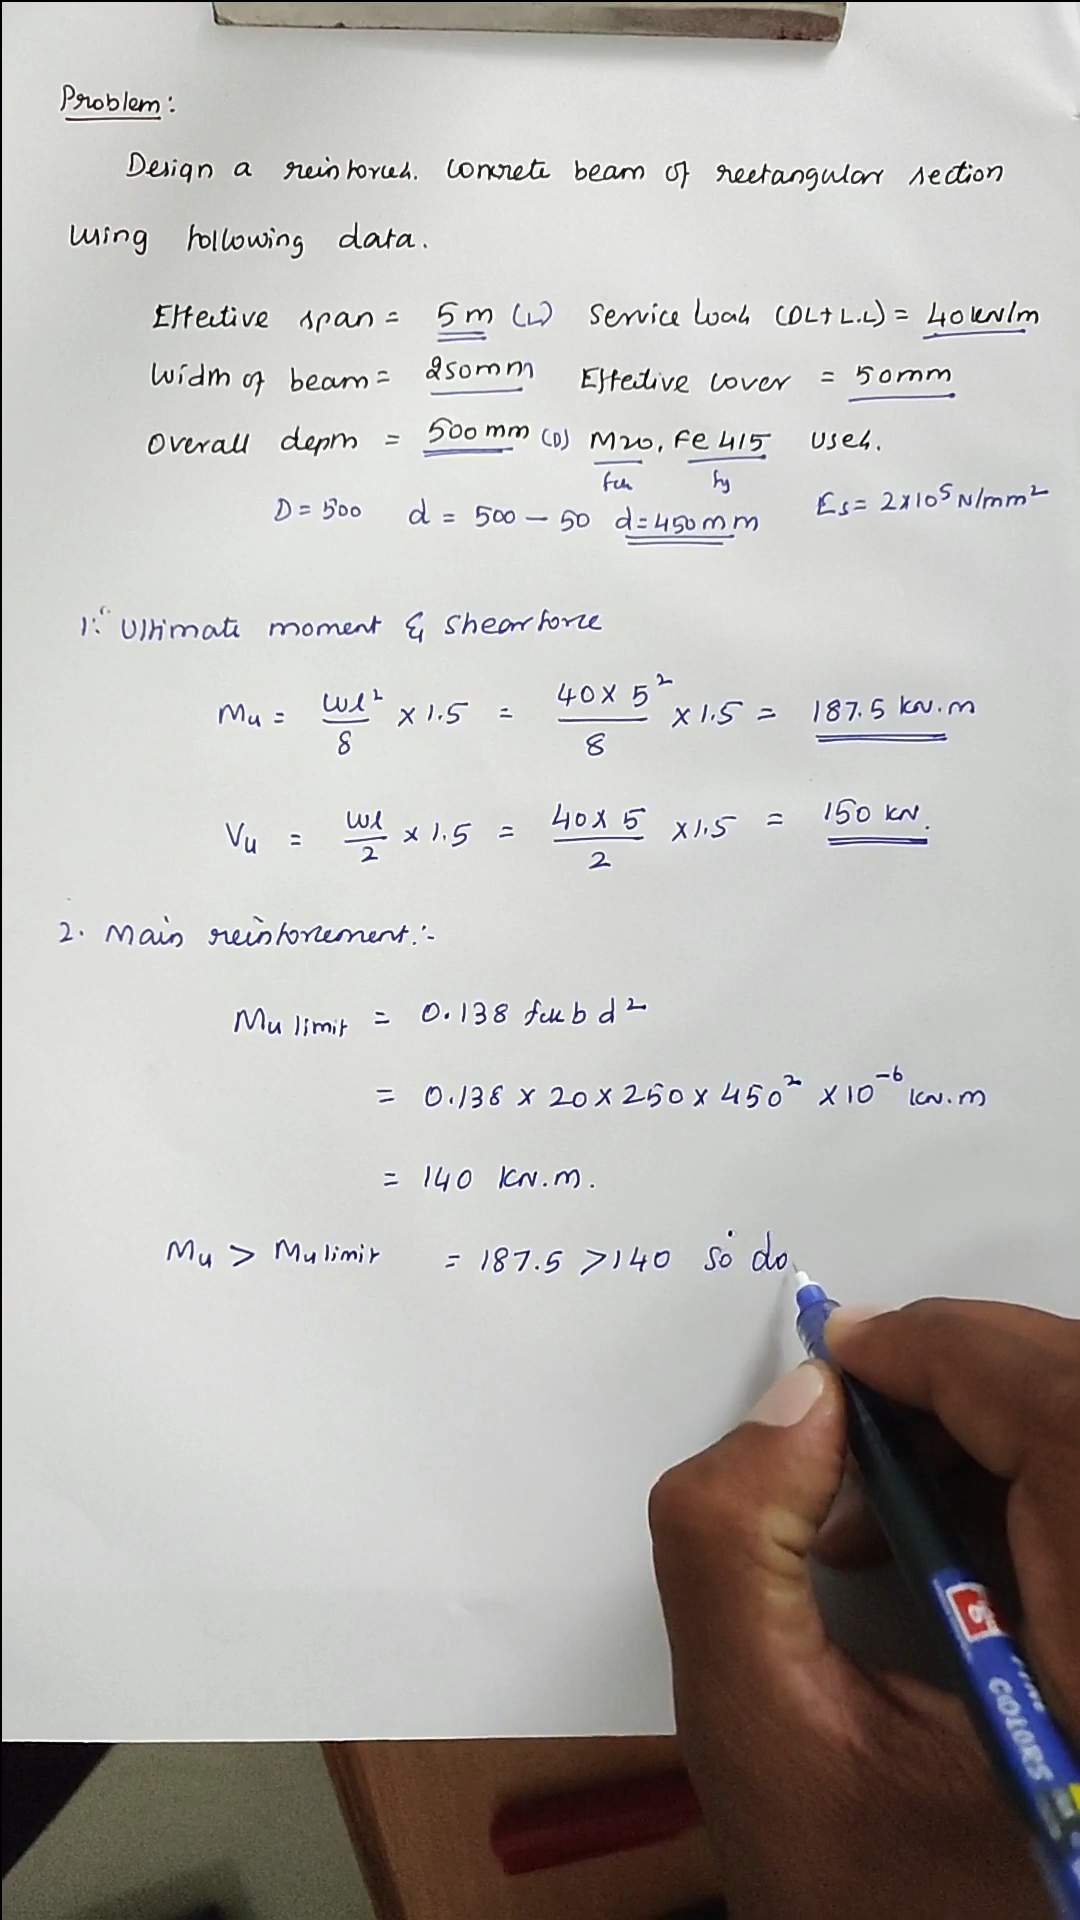 Problem:
Design a reinforced. concrete beam of rectangular section
using following data.
Effective span = 5m (L) Service load (DL+L.L) = 40kN/m
Width of beam = 250mm Effective cover = 50mm
Overall depth = 500 mm (D) M20, Fe 415 used.
fck fy
D = 500 d = 500 - 50 d = 450mm Es = 2x10⁵ N/mm²
1. Ultimate moment & shear force
Mu = wl²/8 x 1.5 = 40 x 5²/8 x 1.5 = 187.5 kN.m
Vu = wl/2 x 1.5 = 40 x 5/2 x 1.5 = 150 kN.
2. Main reinforcement:-
Mu limit = 0.138 fck b d²
= 0.138 x 20 x 250 x 450² x 10⁻⁶ kN.m
= 140 kN.m.
Mu > Mu limit = 187.5 > 140 So do
COLORS